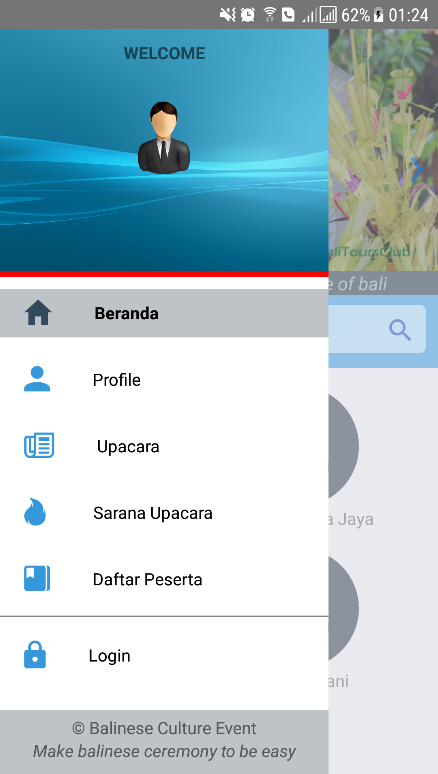 62% 01:24
WELCOME
aliToursClub
e of bali
Beranda
Profile
Upacara
a Jaya
Sarana Upacara
Daftar Peserta
Login
ani
© Balinese Culture Event
Make balinese ceremony to be easy